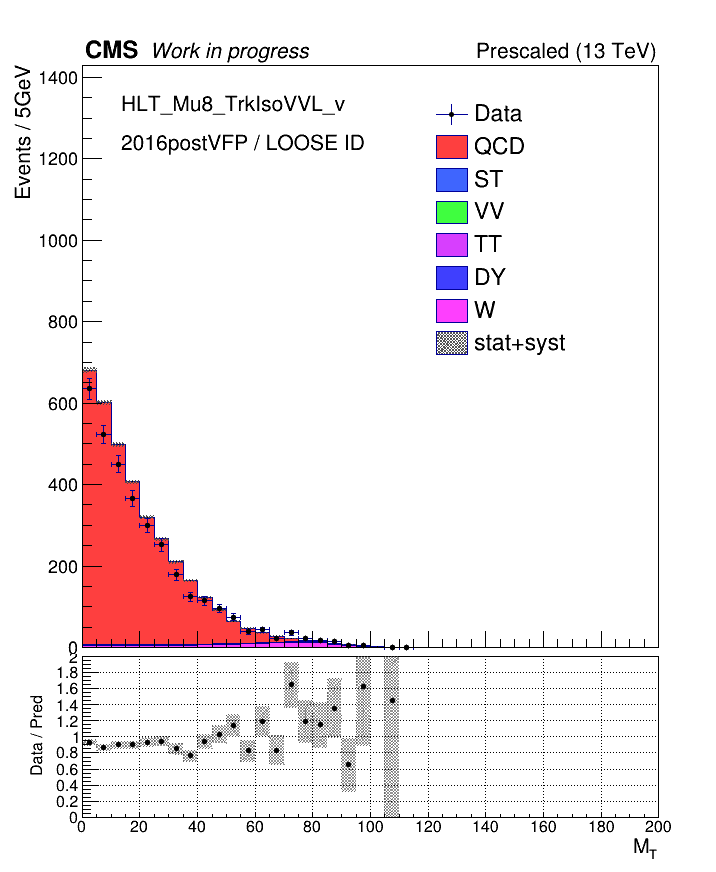 CMS Work in progress Prescaled (13 TeV)
Events / 5GeV
1400
1200
1000
800
600
400
200
0
HLT_Mu8_TrkIsoVVL_v
2016postVFP / LOOSE ID
Data
QCD
ST
VV
TT
DY
W
stat+syst
Data / Pred
2
1.8
1.6
1.4
1.2
1
0.8
0.6
0.4
0.2
0
0 20 40 60 80 100 120 140 160 180 200
M_T